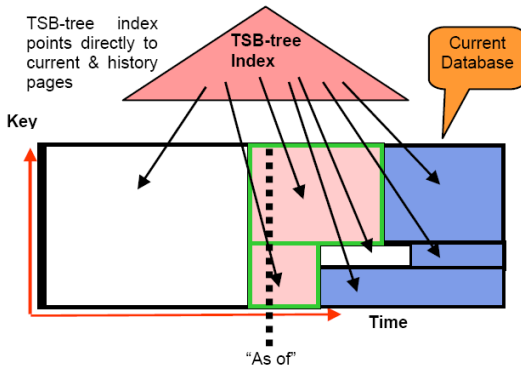 TSB-tree index
points directly to
current & history
pages
TSB-tree
Index
Current
Database
Key
Time
“As of”